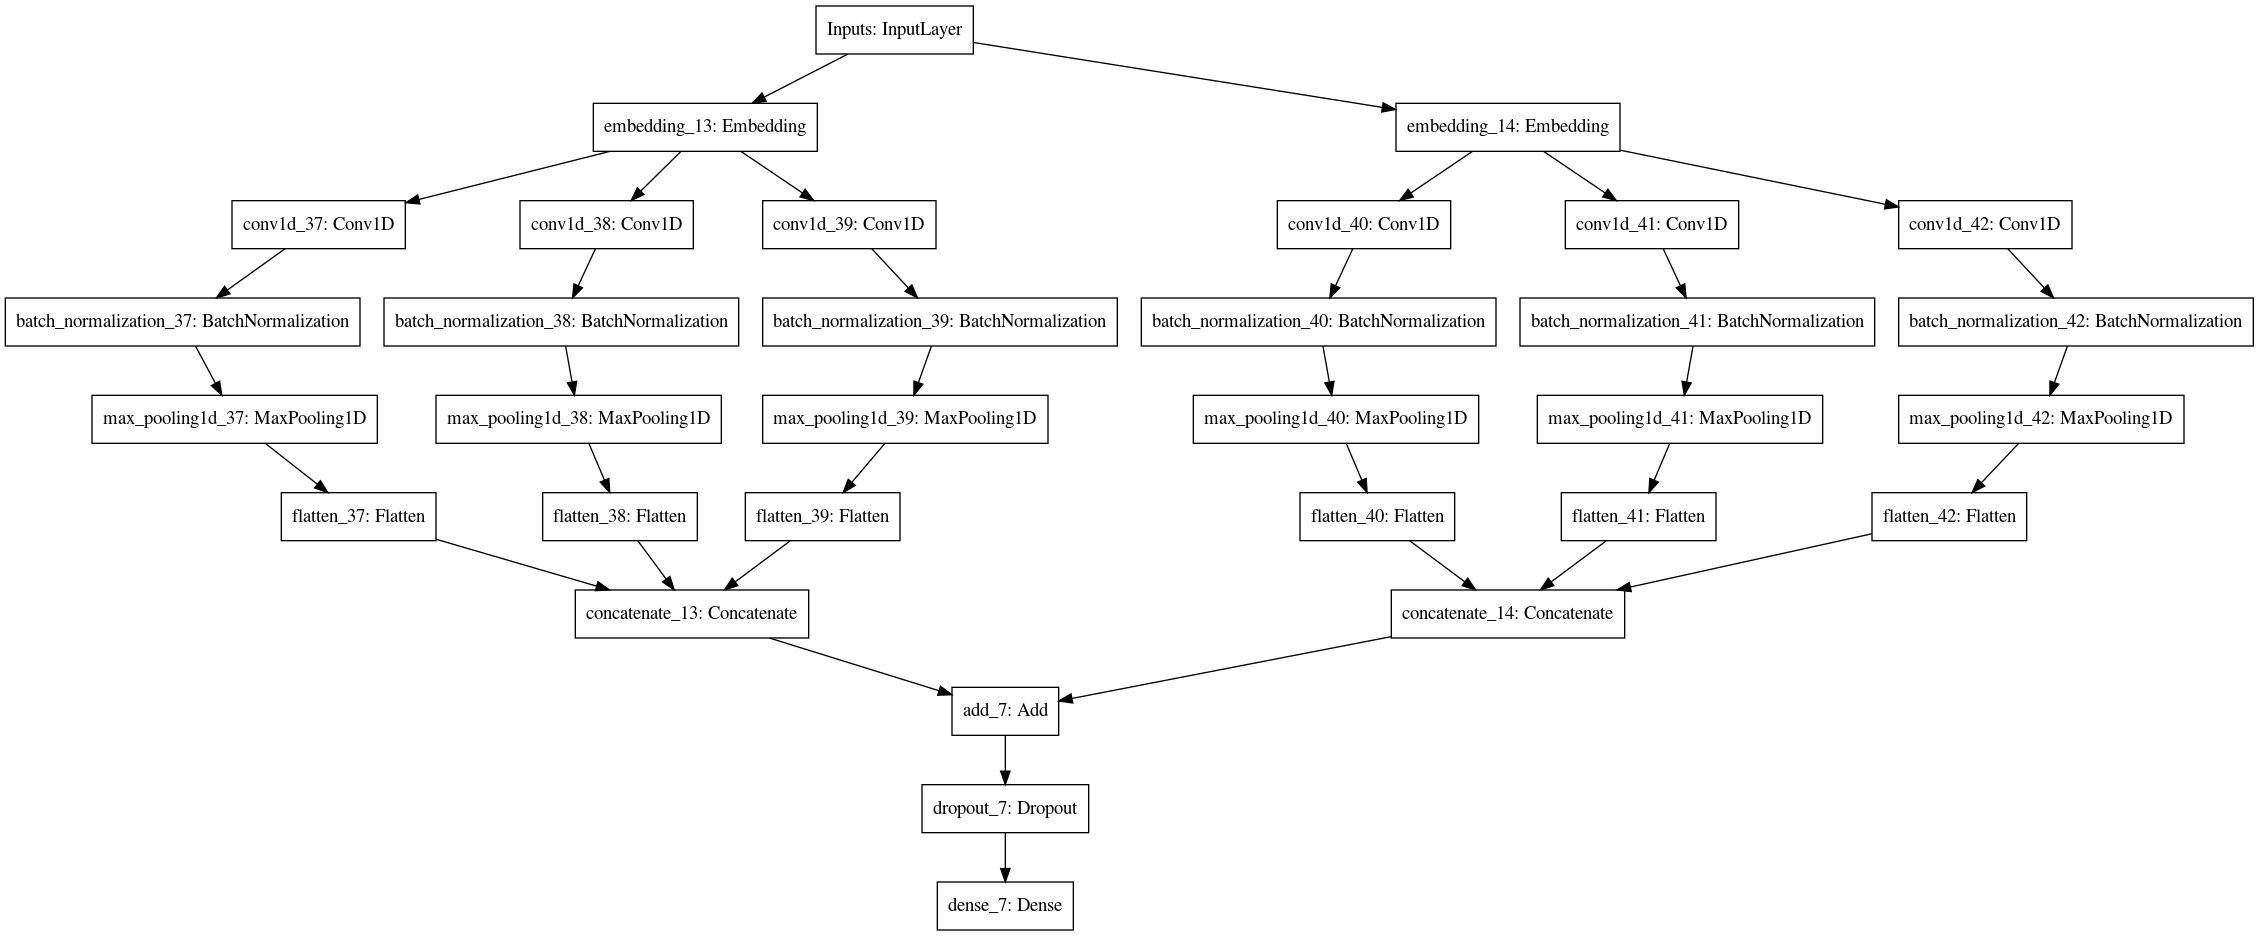 Inputs: InputLayer
embedding_13: Embedding
embedding_14: Embedding
conv1d_37: Conv1D
conv1d_38: Conv1D
conv1d_39: Conv1D
conv1d_40: Conv1D
conv1d_41: Conv1D
conv1d_42: Conv1D
batch_normalization_37: BatchNormalization
batch_normalization_38: BatchNormalization
batch_normalization_39: BatchNormalization
batch_normalization_40: BatchNormalization
batch_normalization_41: BatchNormalization
batch_normalization_42: BatchNormalization
max_pooling1d_37: MaxPooling1D
max_pooling1d_38: MaxPooling1D
max_pooling1d_39: MaxPooling1D
max_pooling1d_40: MaxPooling1D
max_pooling1d_41: MaxPooling1D
max_pooling1d_42: MaxPooling1D
flatten_37: Flatten
flatten_38: Flatten
flatten_39: Flatten
flatten_40: Flatten
flatten_41: Flatten
flatten_42: Flatten
concatenate_13: Concatenate
concatenate_14: Concatenate
add_7: Add
dropout_7: Dropout
dense_7: Dense